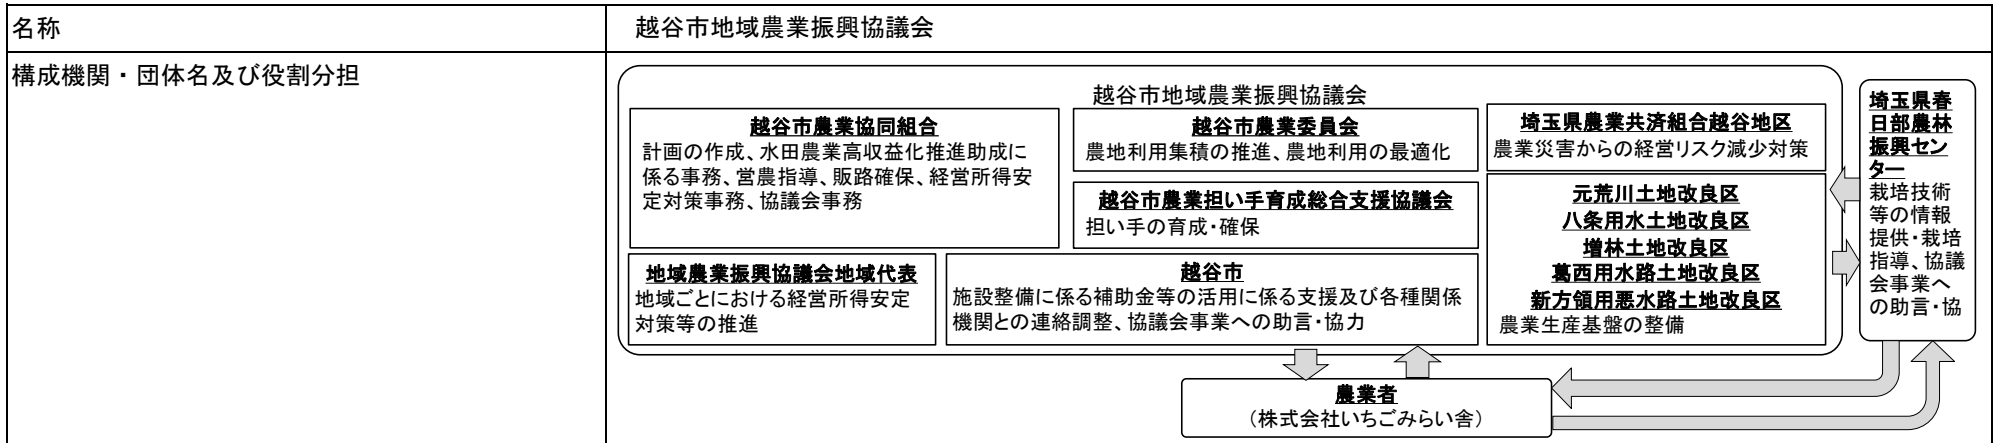 名称
越谷市地域農業振興協議会
構成機関・団体名及び役割分担
越谷市地域農業振興協議会
越谷市農業協同組合
計画の作成、水田農業高収益化推進助成に
係る事務、営農指導、販路確保、経営所得安
定対策事務、協議会事務
越谷市農業委員会
農地利用集積の推進、農地利用の最適化
越谷市農業担い手育成総合支援協議会
担い手の育成・確保
埼玉県農業共済組合越谷地区
農業災害からの経営リスク減少対策
元荒川土地改良区
八条用水土地改良区
増林土地改良区
葛西用水路土地改良区
新方領用悪水路土地改良区
農業生産基盤の整備
地域農業振興協議会地域代表
地域ごとにおける経営所得安定
対策等の推進
越谷市
施設整備に係る補助金等の活用に係る支援及び各種関係
機関との連絡調整、協議会事業への助言・協力
埼玉県春
日部農林
振興セン
ター
栽培技術
等の情報
提供・栽培
指導、協議
会事業へ
の助言・協
農業者
（株式会社いちごみらい舎）